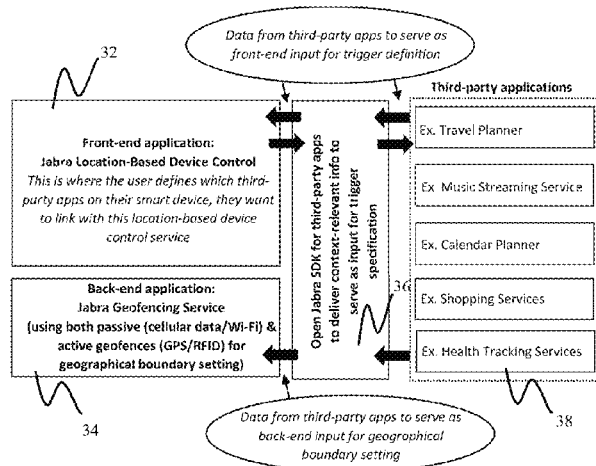 Data from third-party apps to serve as
front-end input for trigger definition
32
Third-party applications
Front-end application:
Jabra Location-Based Device Control
This is where the user defines which third-
party apps on their smart device, they want
to link with this location-based device
control service
Open Jabra SDK for third-party apps
to deliver context-relevant info to
serve as input for trigger
specification
36
Ex. Travel Planner
Ex. Music Streaming Service
Ex. Calendar Planner
Ex. Shopping Services
Ex. Health Tracking Services
Back-end application:
Jabra Geofencing Service
(using both passive (cellular data/Wi-Fi) &
active geofences (GPS/RFID) for
geographical boundary setting)
34
38
Data from third-party apps to serve as
back-end input for geographical
boundary setting